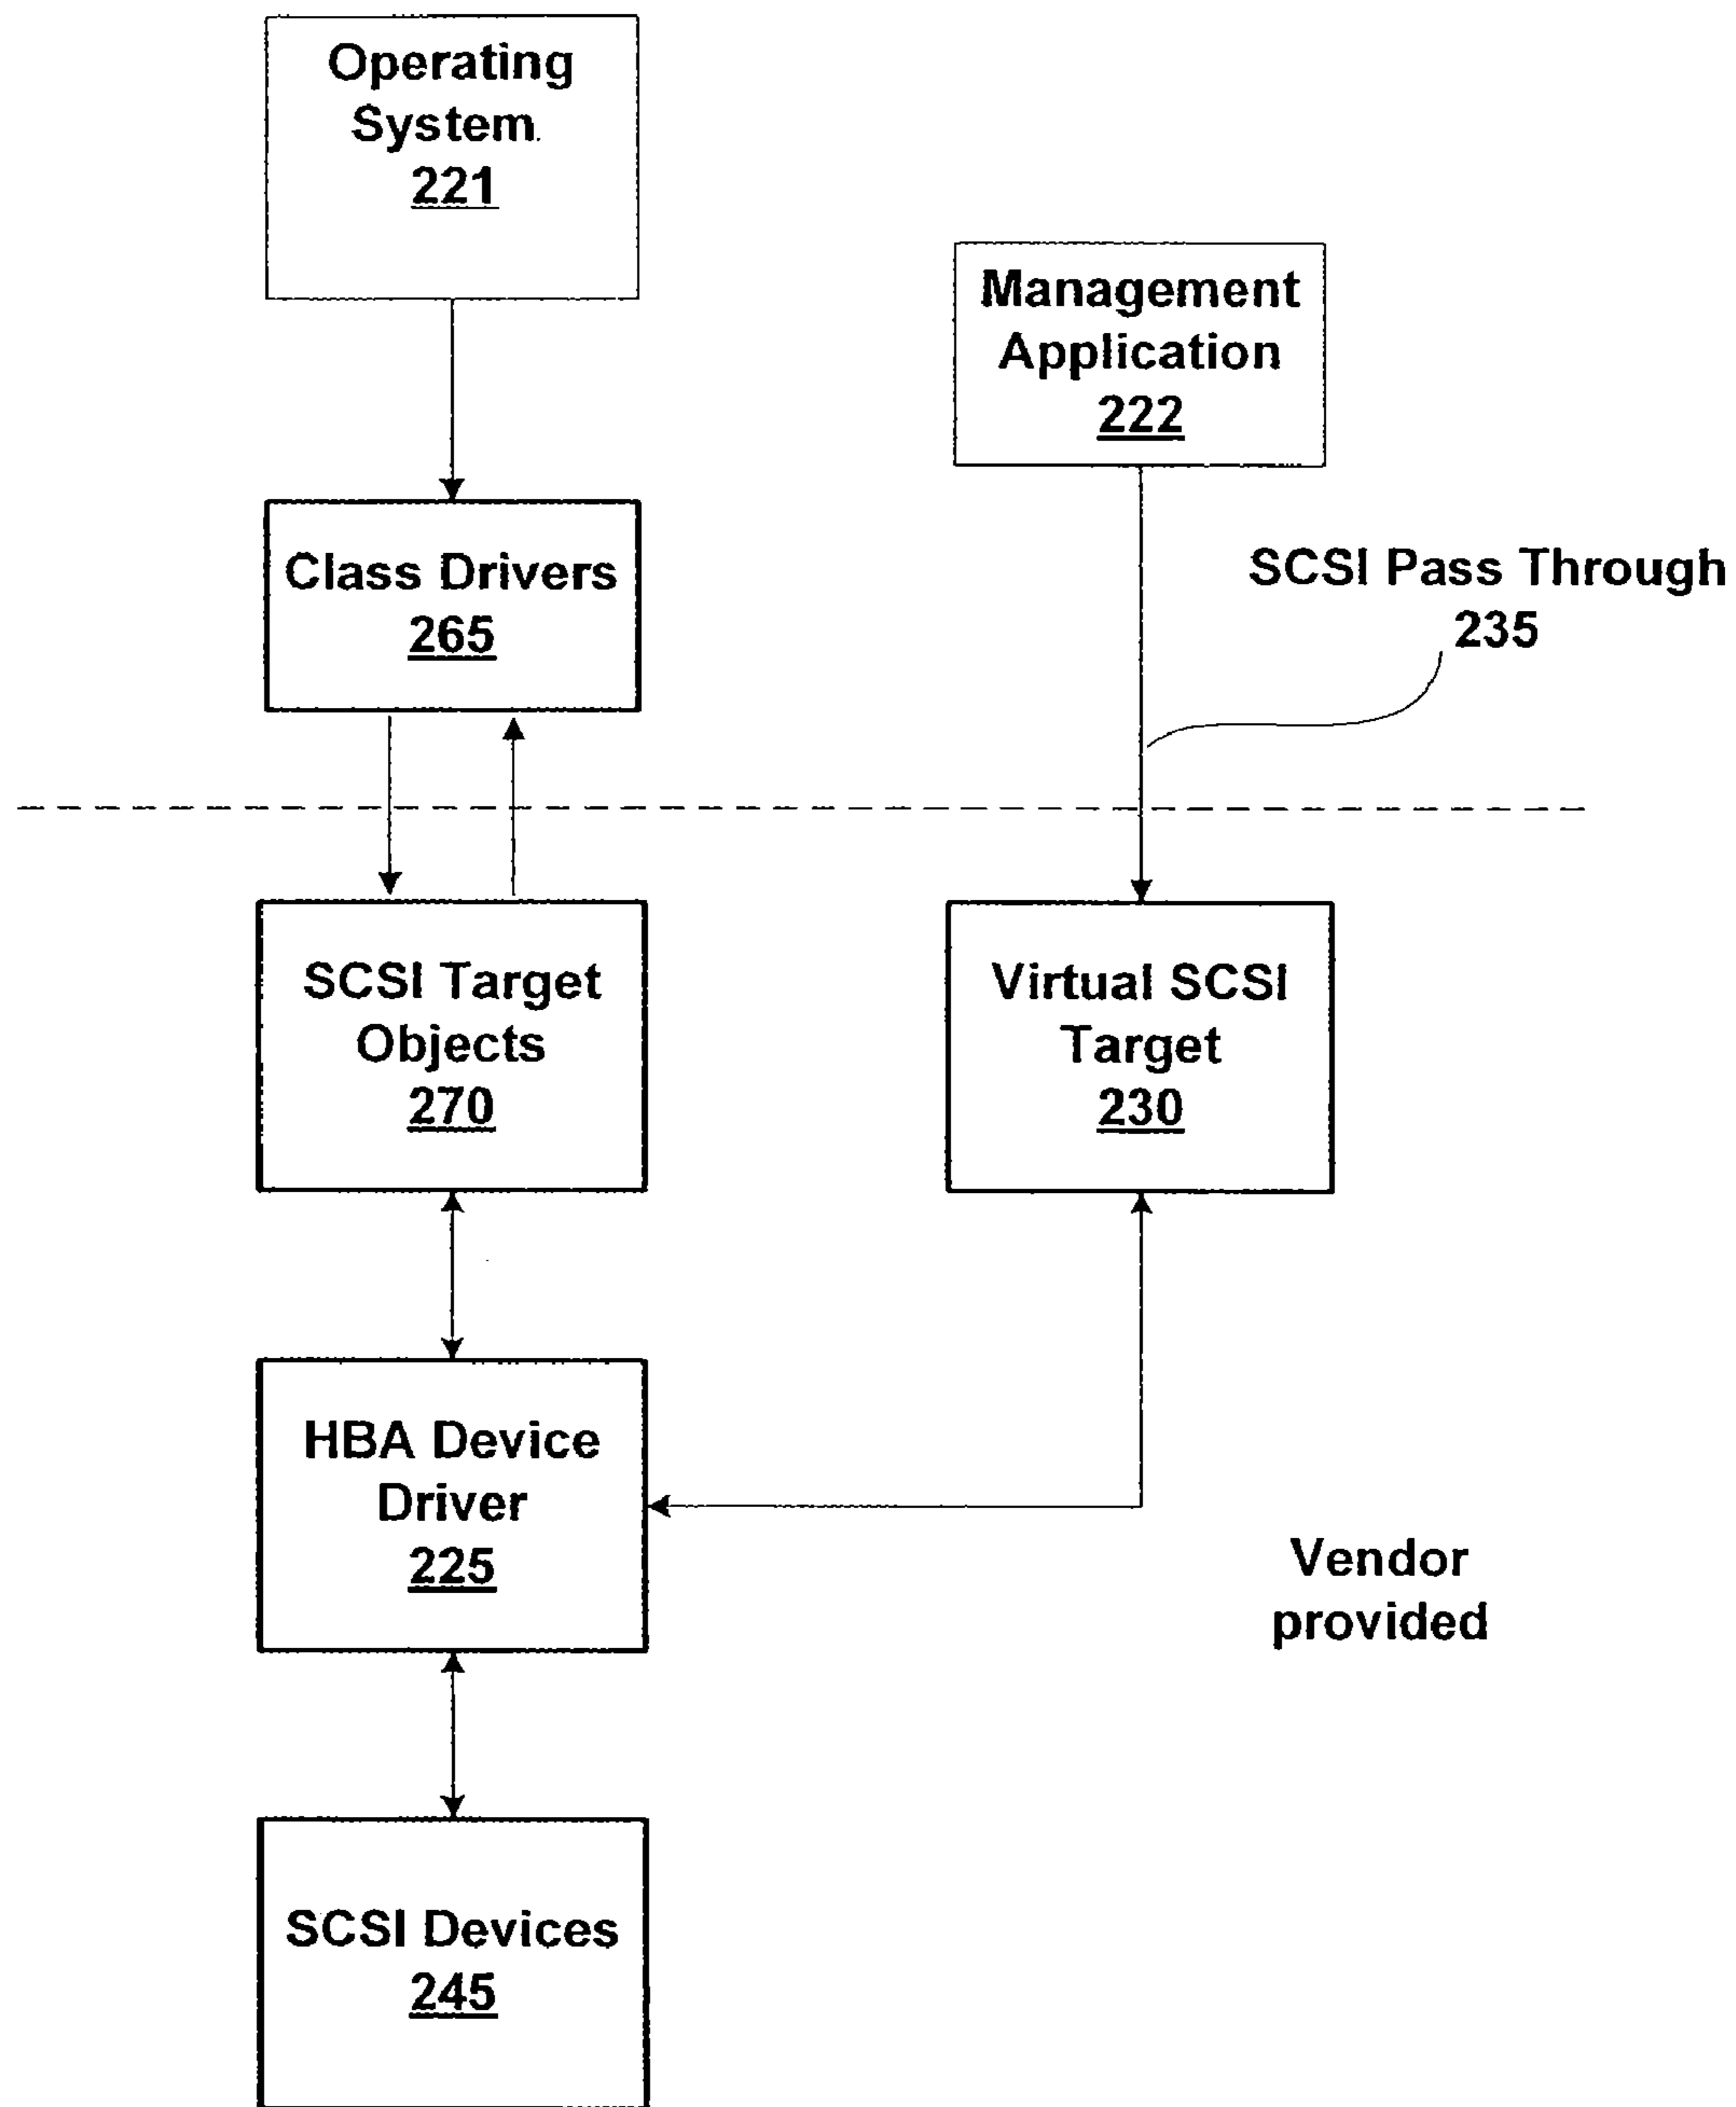 Operating
System
221
Management
Application
222
Class Drivers
265
SCSI Pass Through
235
SCSI Target
Objects
270
Virtual SCSI
Target
230
HBA Device
Driver
225
Vendor
provided
SCSI Devices
245